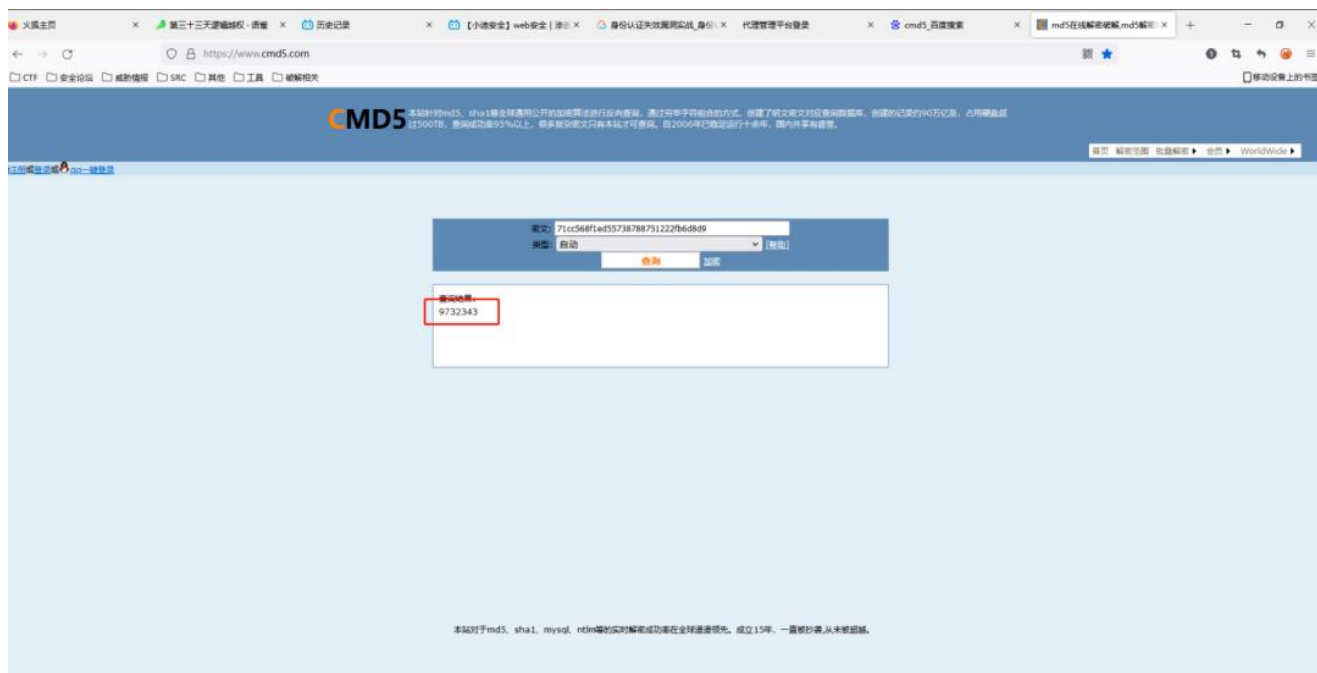 火狐主页
第三十三天逻辑越权 · 语雀
历史记录
【小迪安全】web安全 | 渗
身份认证失效漏洞实战_身份
代理管理平台登录
cmd5_百度搜索
md5在线解密破解,md5解密
https://www.cmd5.com
CTF 安全论坛 威胁情报 SRC 其他 工具 破解相关
移动设备上的书签
CMD5
本站针对md5、sha1等全球通用公开的加密算法进行反向查询，通过穷举字符组合的方式，创建了明文密文对应查询数据库，创建的记录约90万亿条，占用硬盘超
过500TB，查询成功率95%以上，很多复杂密文只有本站才可查询。自2006年已稳定运行十余年，国内外享有盛誉。
首页 解密范围 批量解密 会员 WorldWide
注册或登录或 qq一键登录
密文: 71cc568f1ed55738788751222fb6d8d9
类型: 自动 [帮助]
查询 加密
查询结果:
9732343
本站对于md5、sha1、mysql、ntlm等的实时解密成功率在全球遥遥领先。成立15年，一直被抄袭,从未被超越。